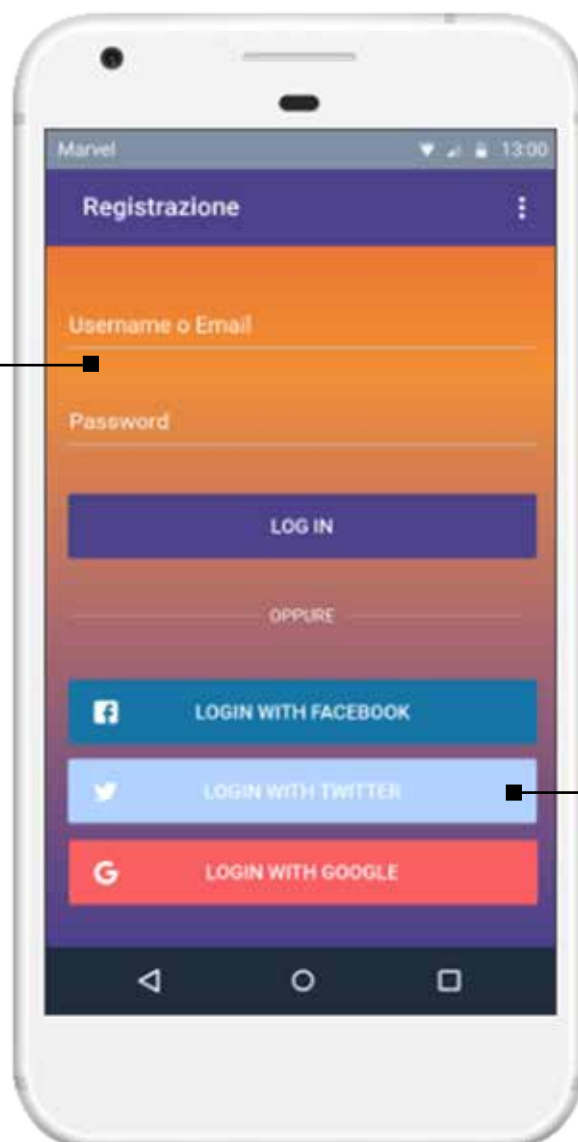 Marvel 13:00
Registrazione
Username o Email
Password
LOG IN
OPPURE
LOGIN WITH FACEBOOK
LOGIN WITH TWITTER
LOGIN WITH GOOGLE